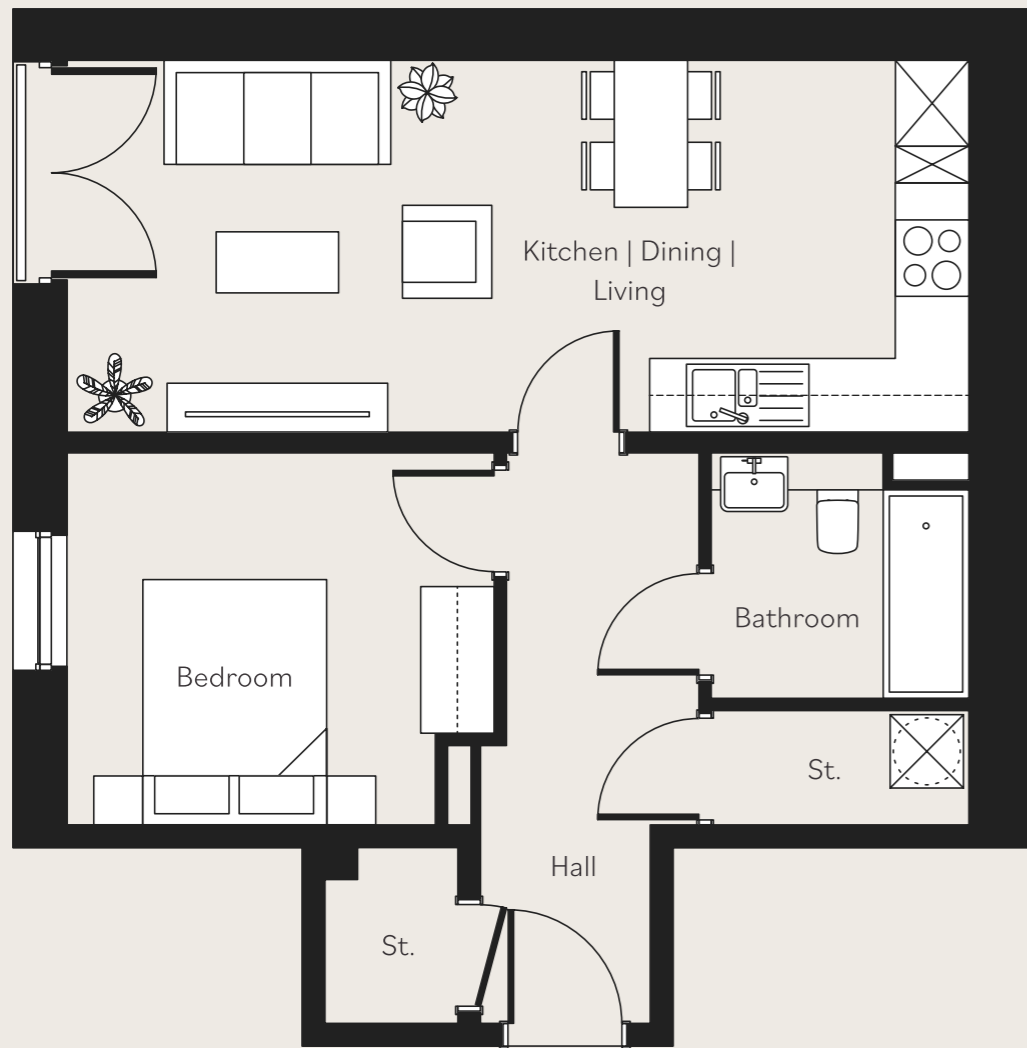 Kitchen | Dining |
Living
Bathroom
Bedroom
St.
Hall
St.